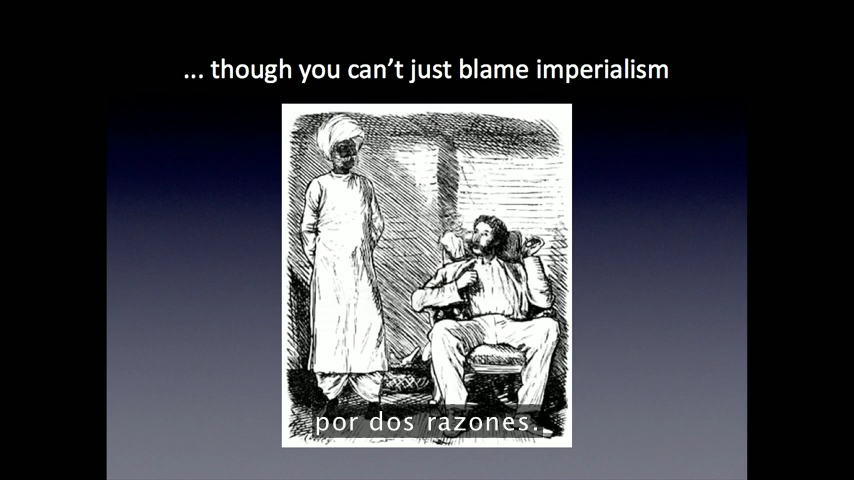 ... though you can't just blame imperialism
por dos razones.